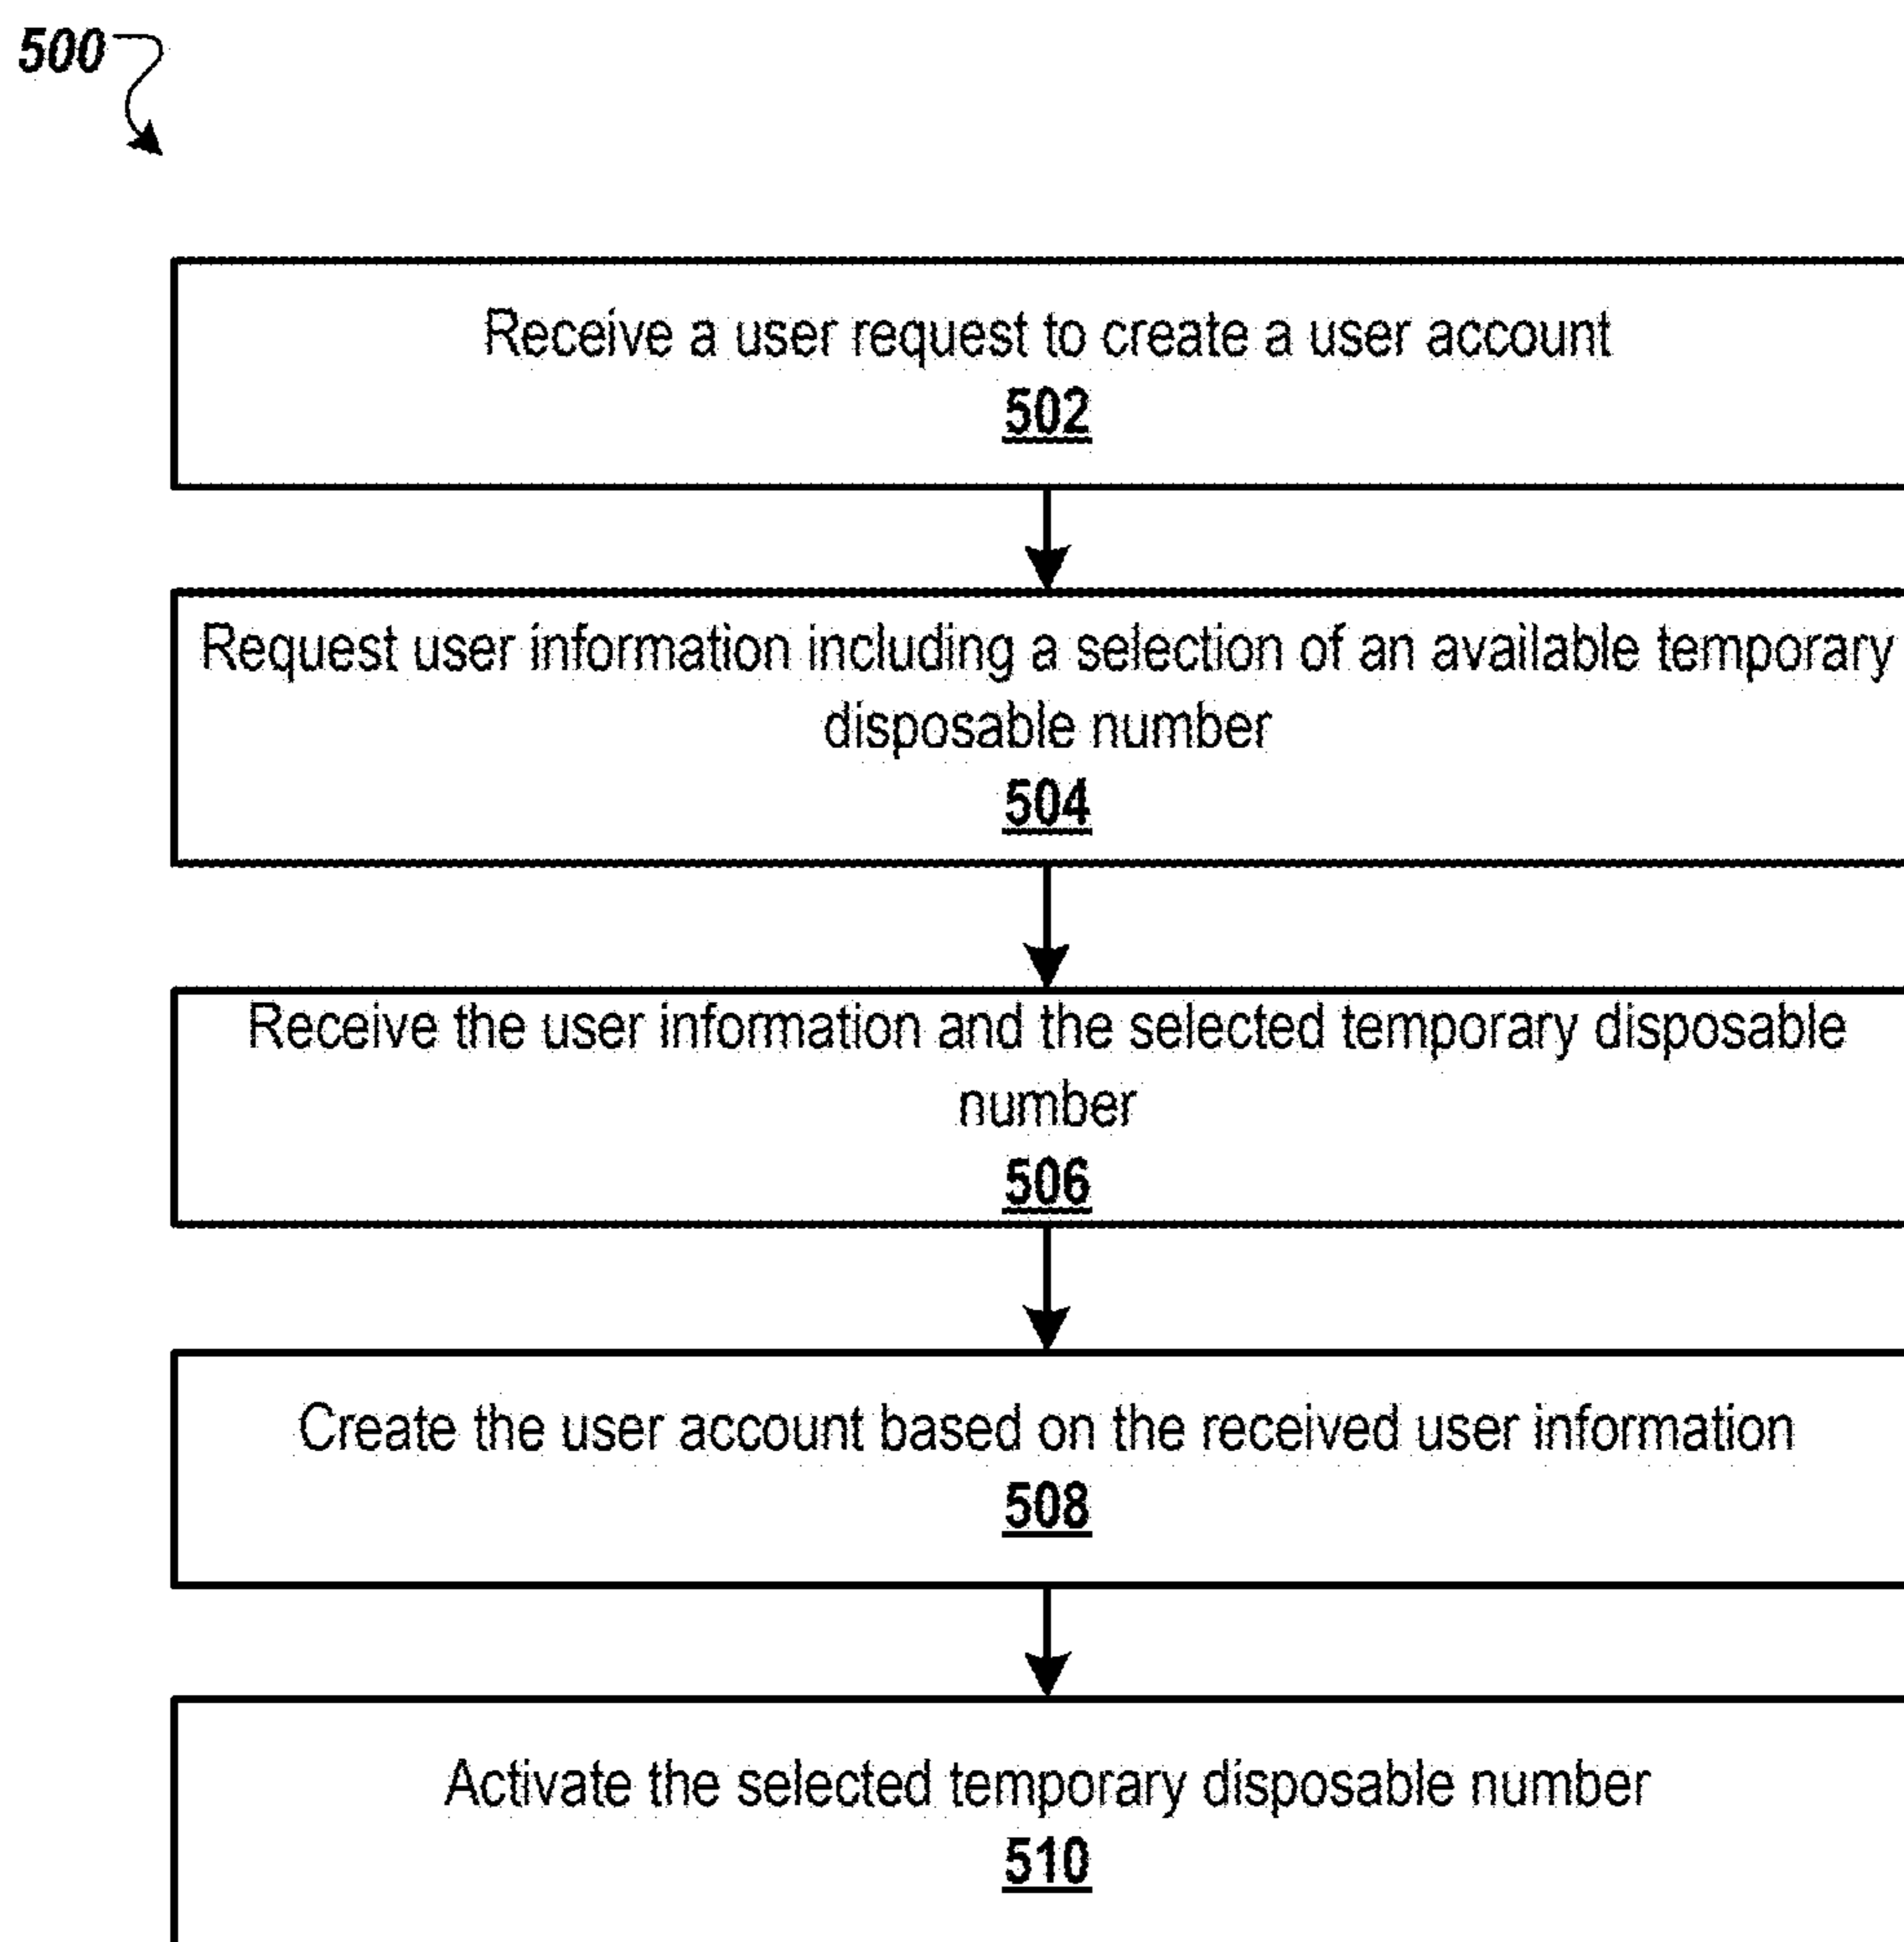 500
Receive a user request to create a user account
502
Request user information including a selection of an available temporary
disposable number
504
Receive the user information and the selected temporary disposable
number
506
Create the user account based on the received user information
508
Activate the selected temporary disposable number
510